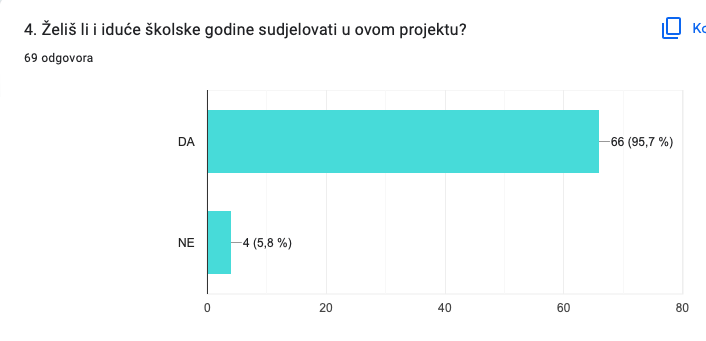 4. Želiš li i iduće školske godine sudjelovati u ovom projektu?
69 odgovora
DA
66 (95,7 %)
NE
4 (5,8 %)
0 20 40 60 80